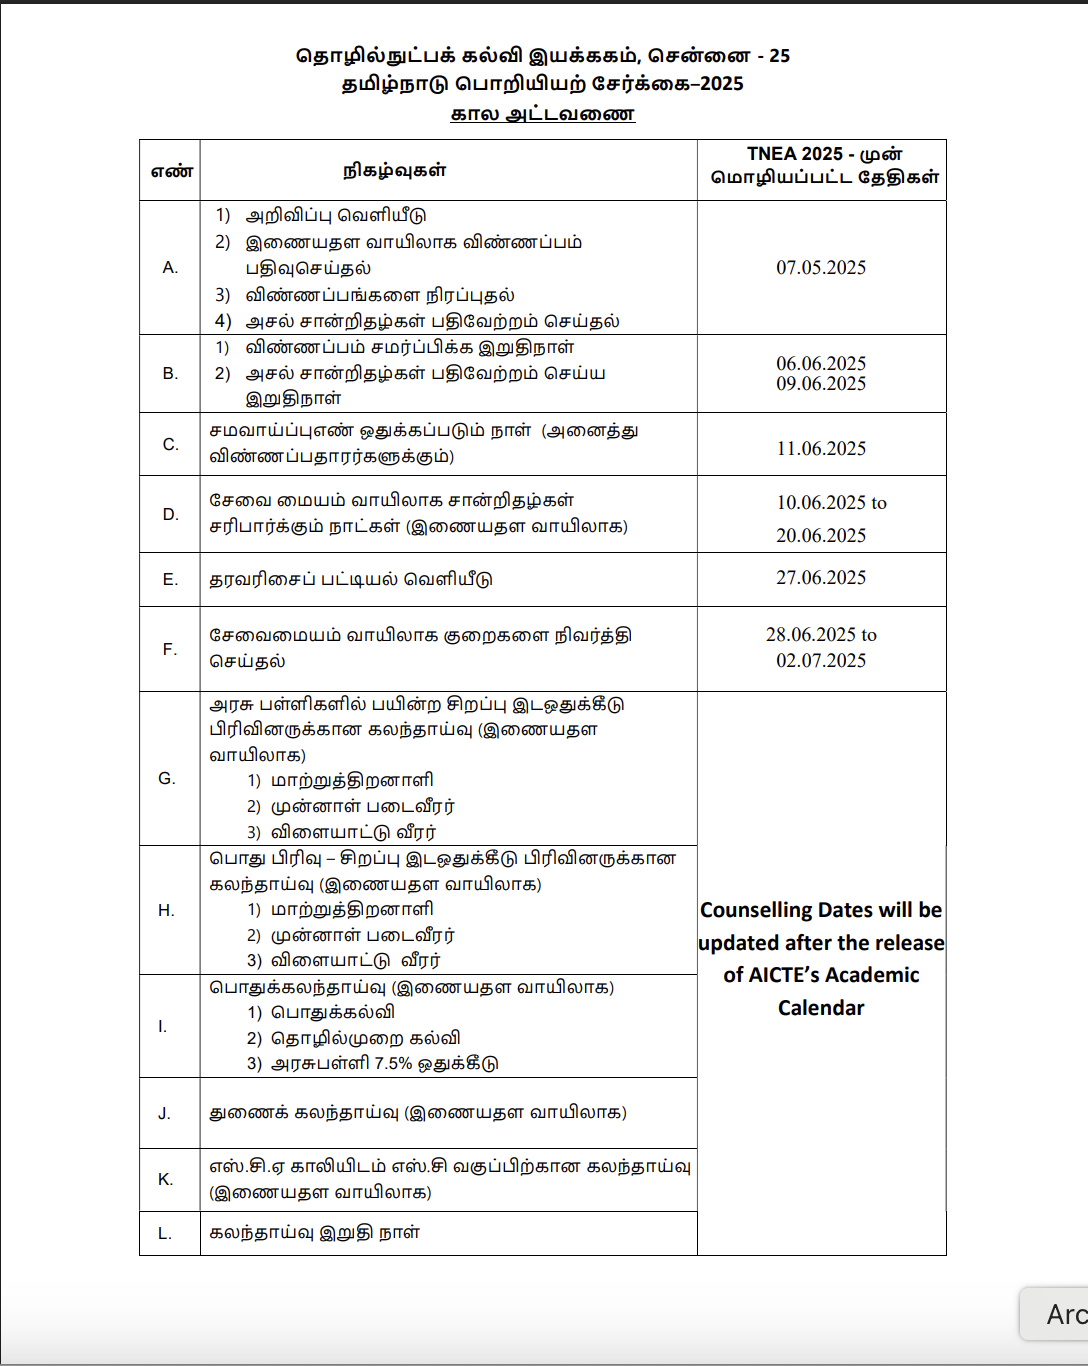 தொழில்நுட்பக் கல்வி இயக்ககம், சென்னை - 25
தமிழ்நாடு பொறியியற் சேர்க்கை–2025
கால அட்டவணை
எண்
நிகழ்வுகள்
TNEA 2025 - முன்
மொழியப்பட்ட தேதிகள்
A.
1) அறிவிப்பு வெளியீடு
2) இணையதள வாயிலாக விண்ணப்பம்
பதிவுசெய்தல்
3) விண்ணப்பங்களை நிரப்புதல்
4) அசல் சான்றிதழ்கள் பதிவேற்றம் செய்தல்
07.05.2025
B.
1) விண்ணப்பம் சமர்ப்பிக்க இறுதிநாள்
2) அசல் சான்றிதழ்கள் பதிவேற்றம் செய்ய
இறுதிநாள்
06.06.2025
09.06.2025
C.
சமவாய்ப்புஎண் ஒதுக்கப்படும் நாள் (அனைத்து
விண்ணப்பதாரர்களுக்கும்)
11.06.2025
D.
சேவை மையம் வாயிலாக சான்றிதழ்கள்
சரிபார்க்கும் நாட்கள் (இணையதள வாயிலாக)
10.06.2025 to
20.06.2025
E.
தரவரிசைப் பட்டியல் வெளியீடு
27.06.2025
F.
சேவைமையம் வாயிலாக குறைகளை நிவர்த்தி
செய்தல்
28.06.2025 to
02.07.2025
G.
அரசு பள்ளிகளில் பயின்ற சிறப்பு இடஒதுக்கீடு
பிரிவினருக்கான கலந்தாய்வு (இணையதள
வாயிலாக)
1) மாற்றுத்திறனாளி
2) முன்னாள் படைவீரர்
3) விளையாட்டு வீரர்
H.
பொது பிரிவு – சிறப்பு இடஒதுக்கீடு பிரிவினருக்கான
கலந்தாய்வு (இணையதள வாயிலாக)
1) மாற்றுத்திறனாளி
2) முன்னாள் படைவீரர்
3) விளையாட்டு வீரர்
Counselling Dates will be
updated after the release
of AICTE’s Academic
Calendar
I.
பொதுக்கலந்தாய்வு (இணையதள வாயிலாக)
1) பொதுக்கல்வி
2) தொழில்முறை கல்வி
3) அரசுபள்ளி 7.5% ஒதுக்கீடு
J.
துணைக் கலந்தாய்வு (இணையதள வாயிலாக)
K.
எஸ்.சி.ஏ காலியிடம் எஸ்.சி வகுப்பிற்கான கலந்தாய்வு
(இணையதள வாயிலாக)
L.
கலந்தாய்வு இறுதி நாள்
Arc